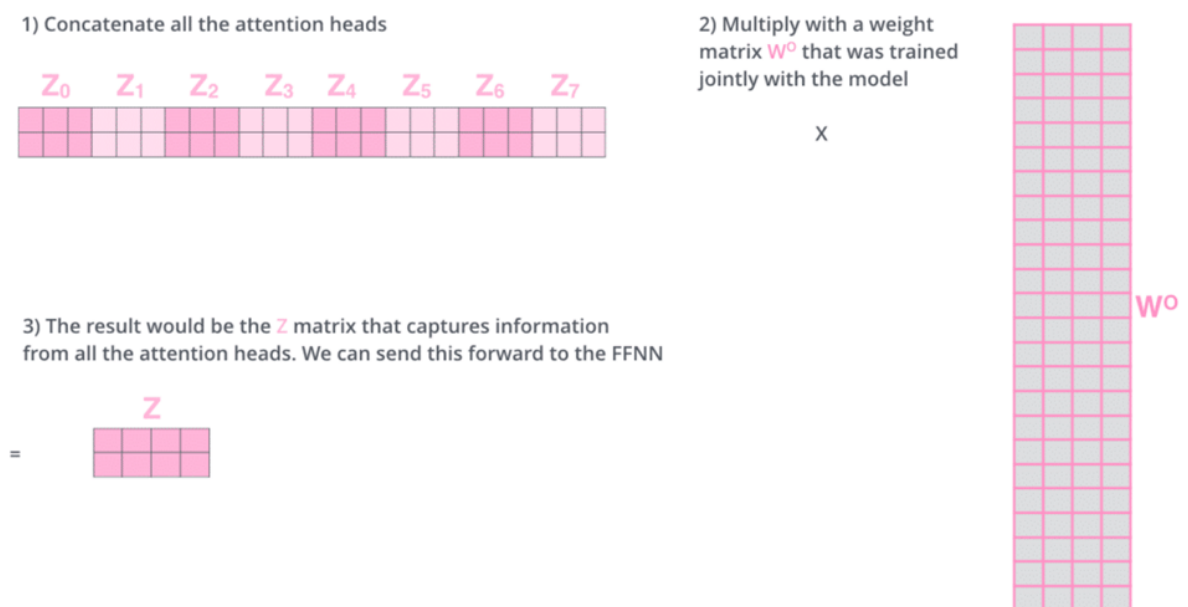 1) Concatenate all the attention heads
Z0 Z1 Z2 Z3 Z4 Z5 Z6 Z7
2) Multiply with a weight
matrix WO that was trained
jointly with the model
X
WO
3) The result would be the Z matrix that captures information
from all the attention heads. We can send this forward to the FFNN
Z
=